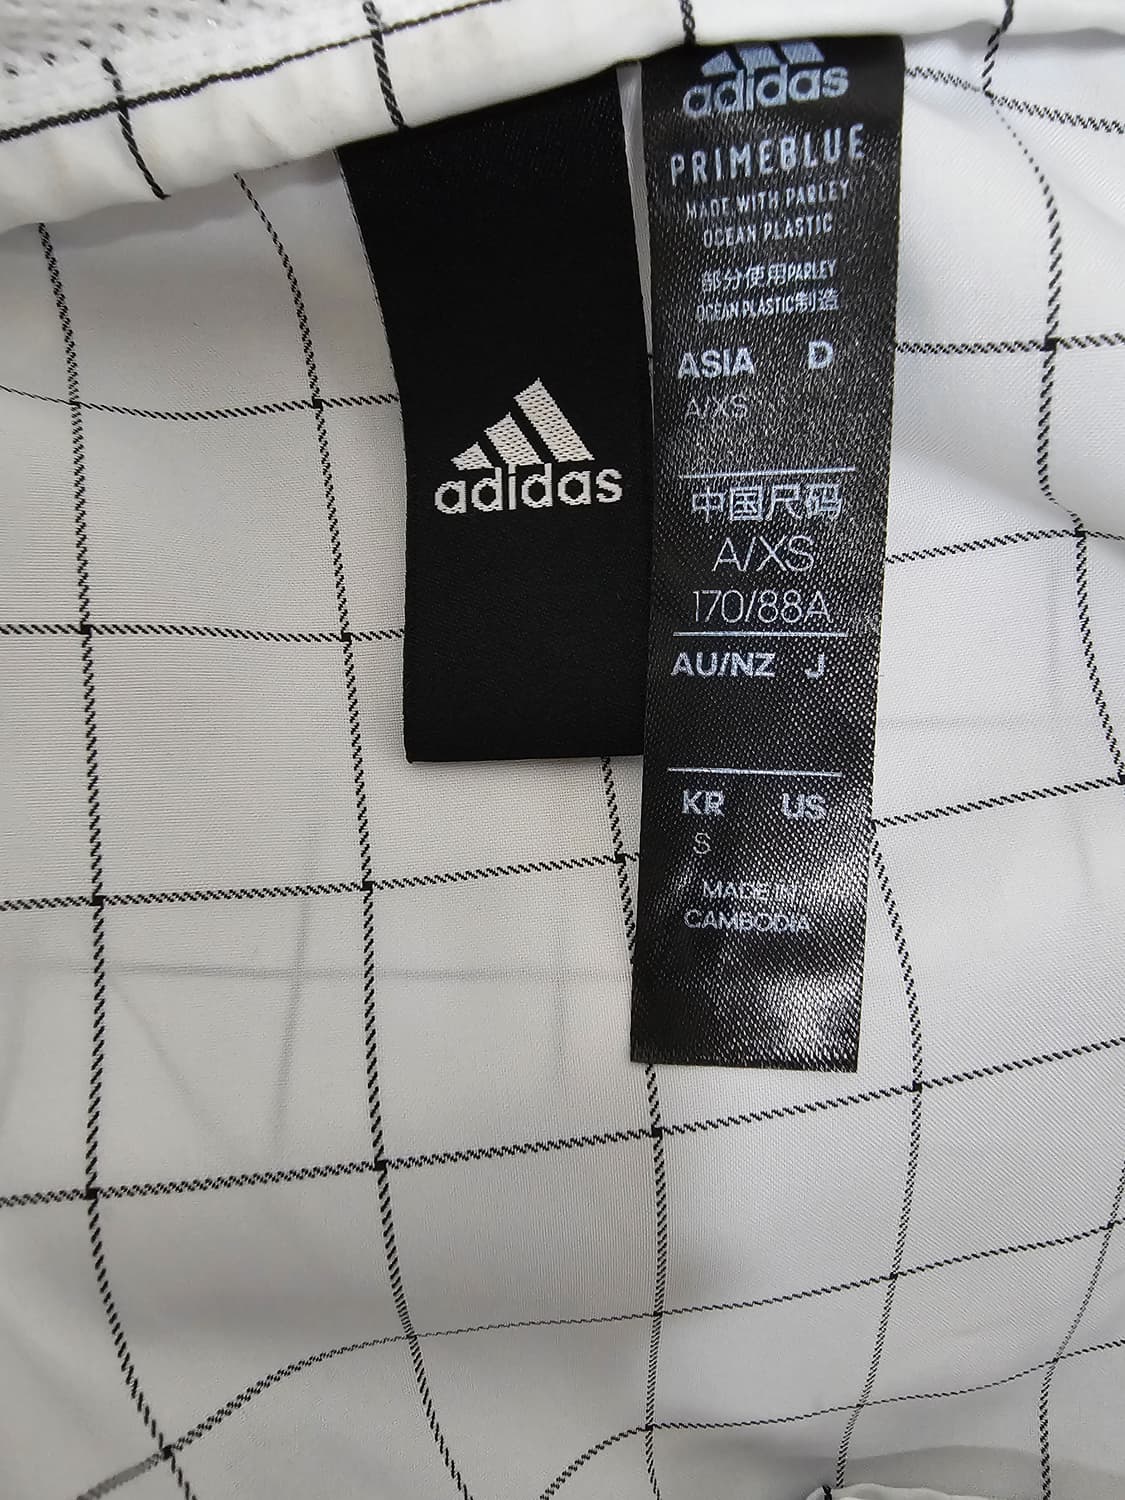 adidas
adidas
PRIMEBLUE
MADE WITH PARLEY
OCEAN PLASTIC
部分使用PARLEY
OCEAN PLASTIC制造
ASIA D
A/XS
中国尺码
A/XS
170/88A
AU/NZ J
KR US
S
MADE IN
CAMBODIA